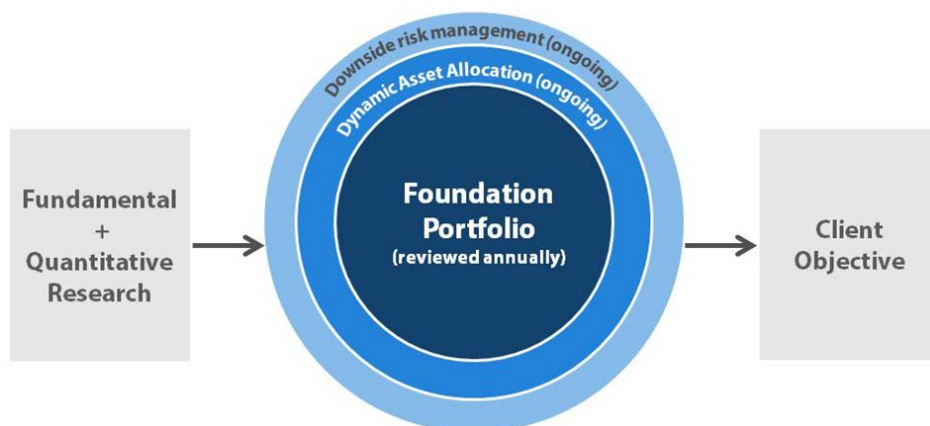 Downside risk management (ongoing)
Dynamic Asset Allocation (ongoing)
Fundamental
+
Quantitative
Research
Foundation
Portfolio
(reviewed annually)
Client
Objective